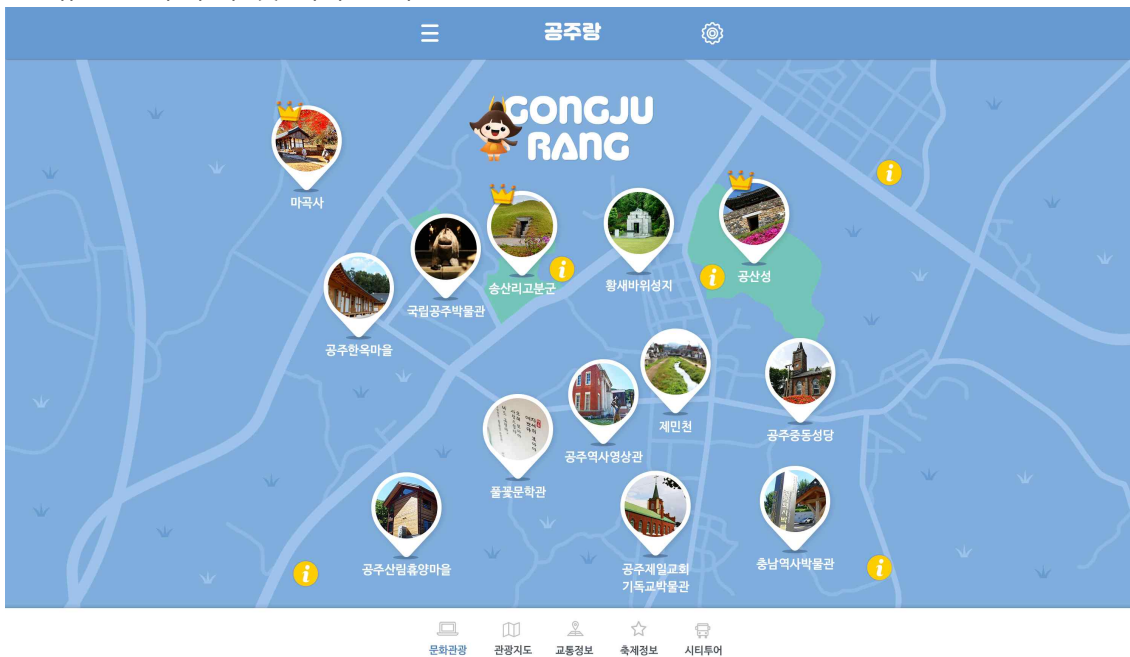 공주랑
GONGJU
RANG
마곡사
송산리고분군
황새바위성지
공산성
국립공주박물관
공주한옥마을
제민천
공주중동성당
공주역사영상관
풀꽃문학관
공주산림휴양마을
공주제일교회
기독교박물관
충남역사박물관
문화관광 관광지도 교통정보 축제정보 시티투어